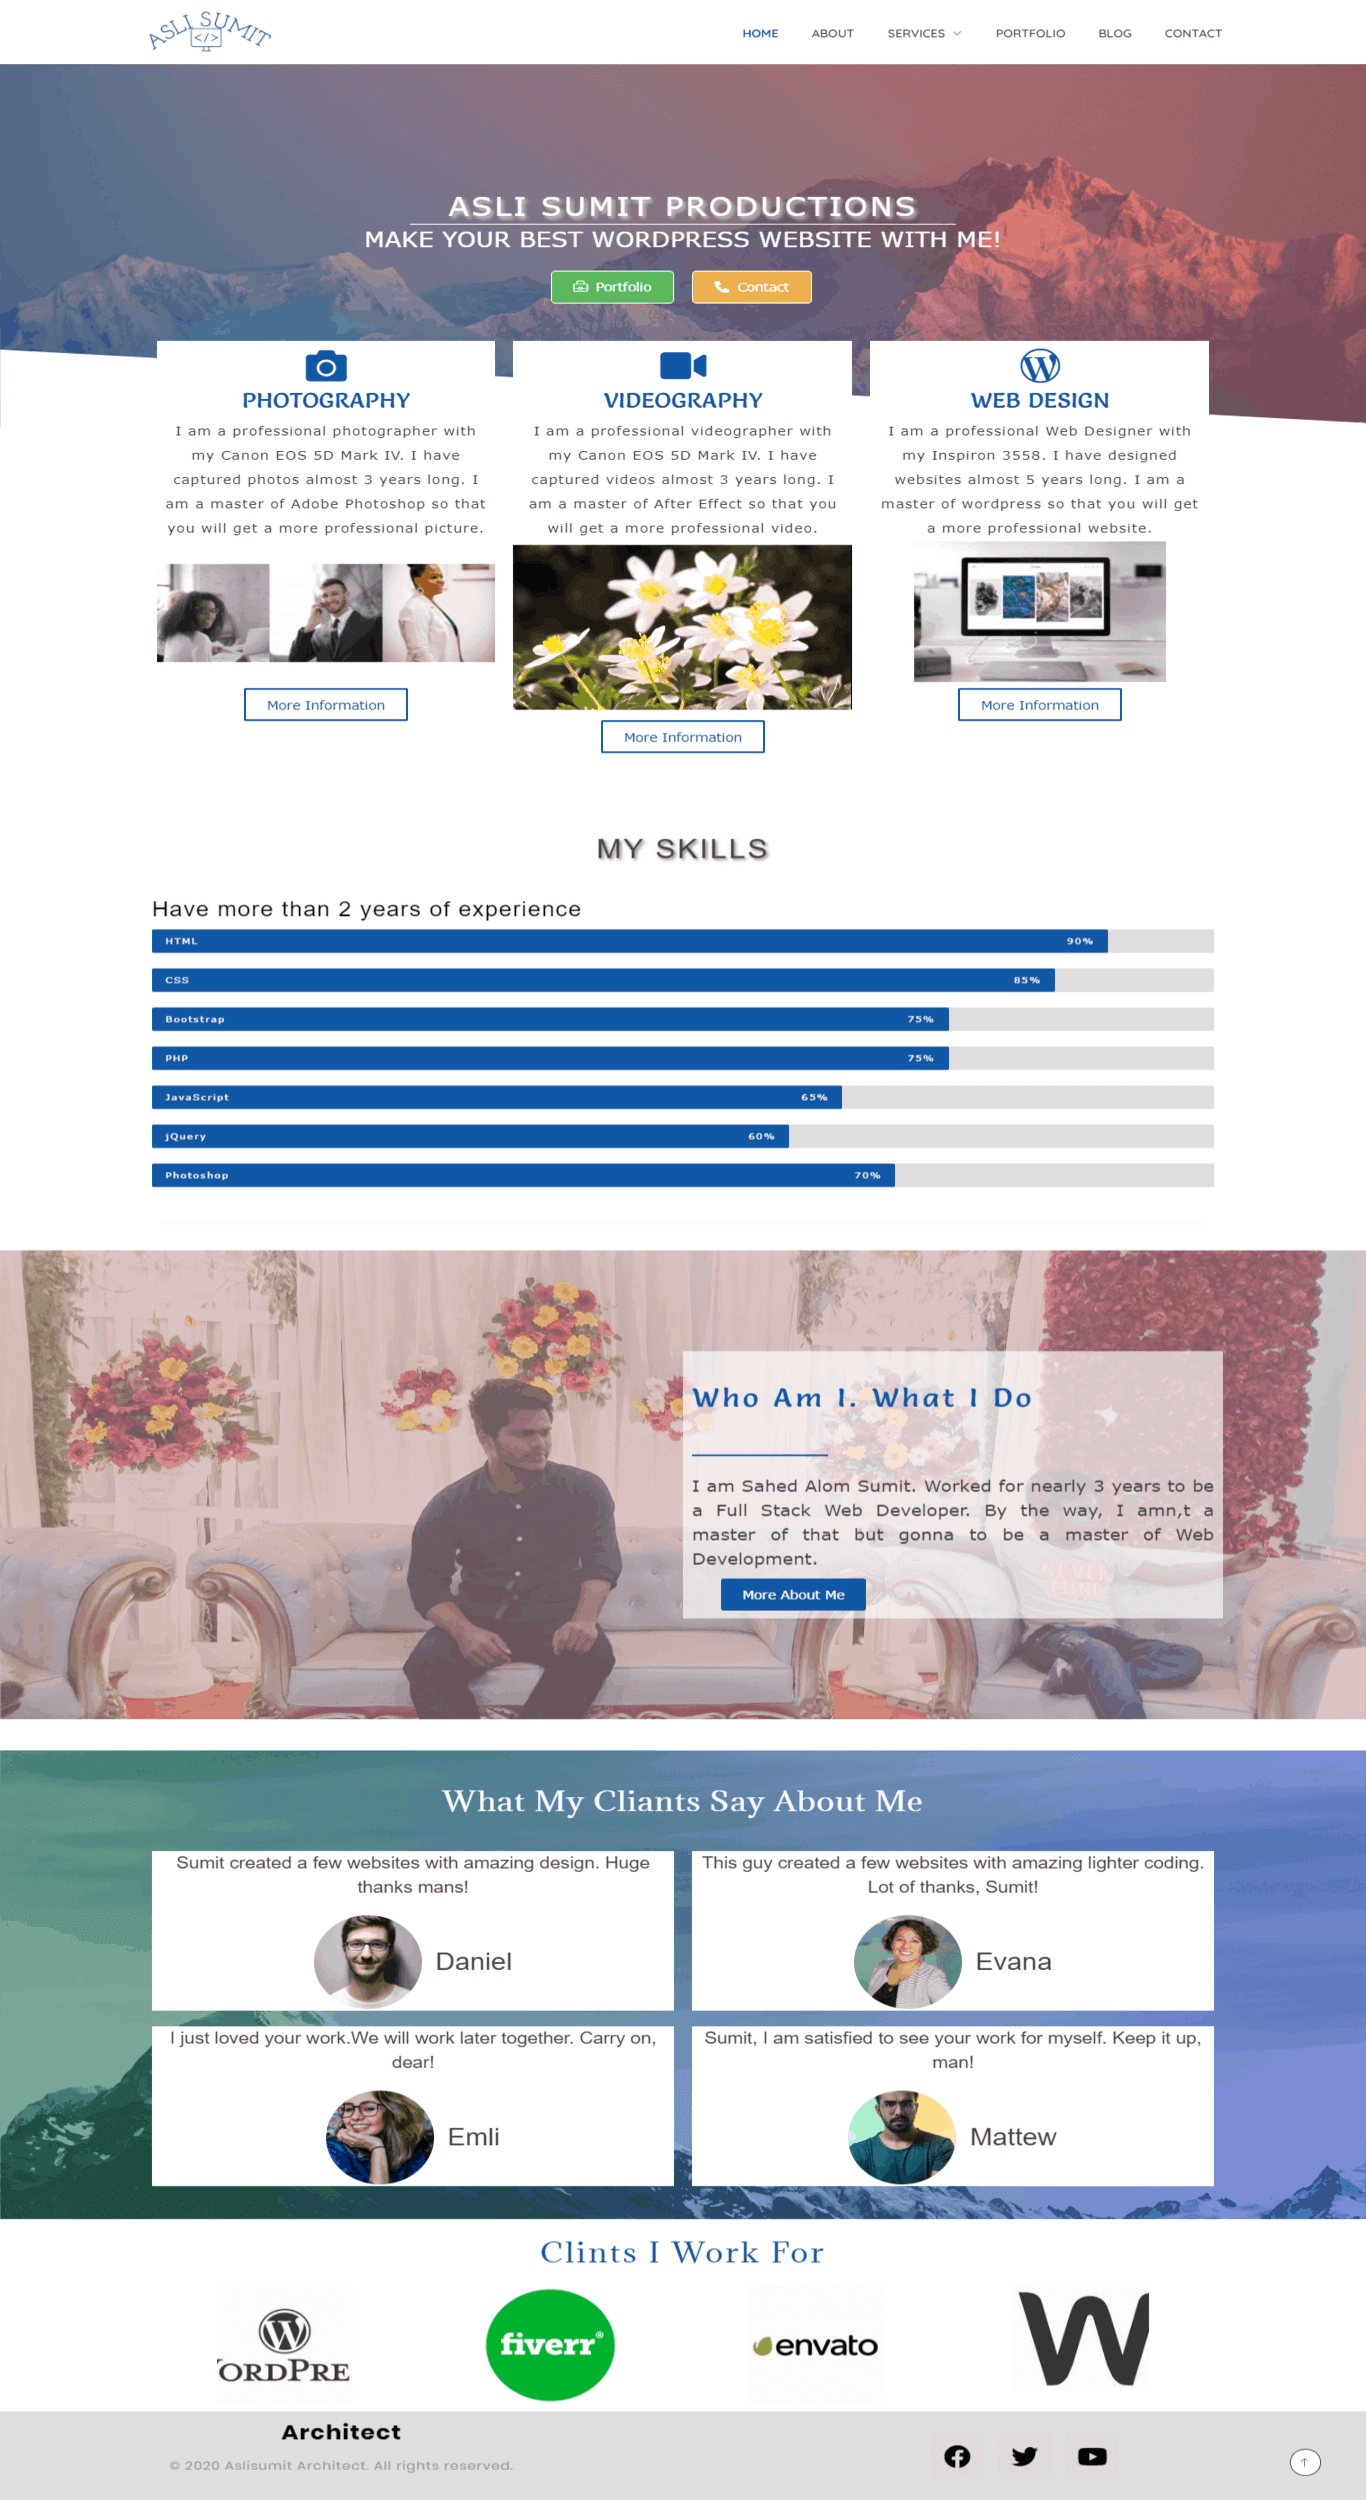 ASLI SUMIT
</>
HOME ABOUT SERVICES PORTFOLIO BLOG CONTACT
ASLI SUMIT PRODUCTIONS
MAKE YOUR BEST WORDPRESS WEBSITE WITH ME!
Portfolio Contact
PHOTOGRAPHY
I am a professional photographer with
my Canon EOS 5D Mark IV. I have
captured photos almost 3 years long. I
am a master of Adobe Photoshop so that
you will get a more professional picture.
More Information
VIDEOGRAPHY
I am a professional videographer with
my Canon EOS 5D Mark IV. I have
captured videos almost 3 years long. I
am a master of After Effect so that you
will get a more professional video.
More Information
WEB DESIGN
I am a professional Web Designer with
my Inspiron 3558. I have designed
websites almost 5 years long. I am a
master of wordpress so that you will get
a more professional website.
More Information
MY SKILLS
Have more than 2 years of experience
HTML 90%
CSS 85%
Bootstrap 75%
PHP 75%
JavaScript 65%
jQuery 60%
Photoshop 70%
Who Am I. What I Do
I am Sahed Alom Sumit. Worked for nearly 3 years to be
a Full Stack Web Developer. By the way, I amn,t a
master of that but gonna to be a master of Web
Development.
NEVER
MIND
More About Me
What My Cliants Say About Me
Sumit created a few websites with amazing design. Huge
thanks mans!
Daniel
This guy created a few websites with amazing lighter coding.
Lot of thanks, Sumit!
Evana
I just loved your work.We will work later together. Carry on,
dear!
Emli
Sumit, I am satisfied to see your work for myself. Keep it up,
man!
Mattew
Clints I Work For
ORDPRE
fiverr®
envato
W
Architect
© 2020 Aslisumit Architect. All rights reserved.